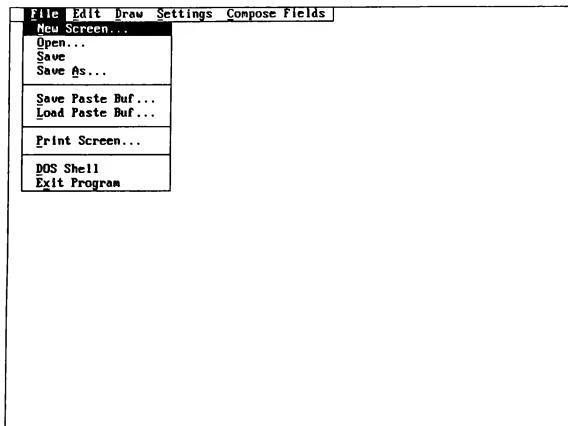 File Edit Draw Settings Compose Fields
New Screen...
Open...
Save
Save As...
Save Paste Buf...
Load Paste Buf...
Print Screen...
DOS Shell
Exit Program